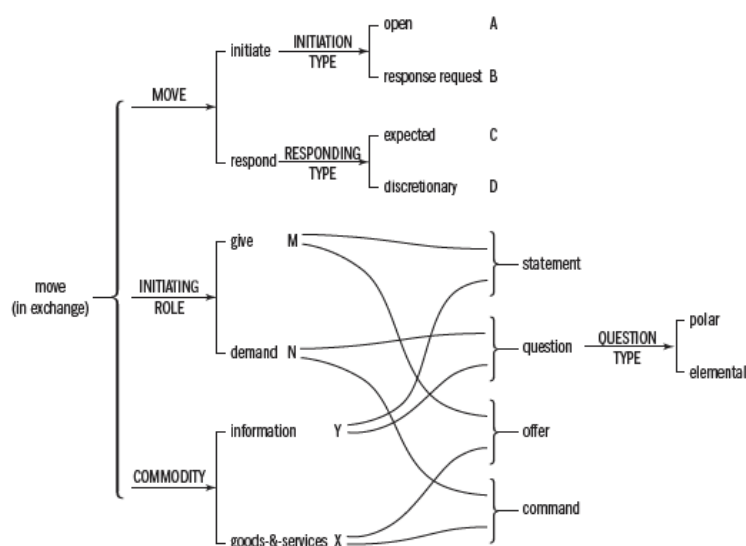 open A
initiate INITIATION TYPE
response request B
MOVE
expected C
respond RESPONDING TYPE
discretionary D
give M
statement
move (in exchange)
INITIATING ROLE
polar
demand N
question QUESTION TYPE
elemental
information Y
offer
COMMODITY
command
goods-&-services X